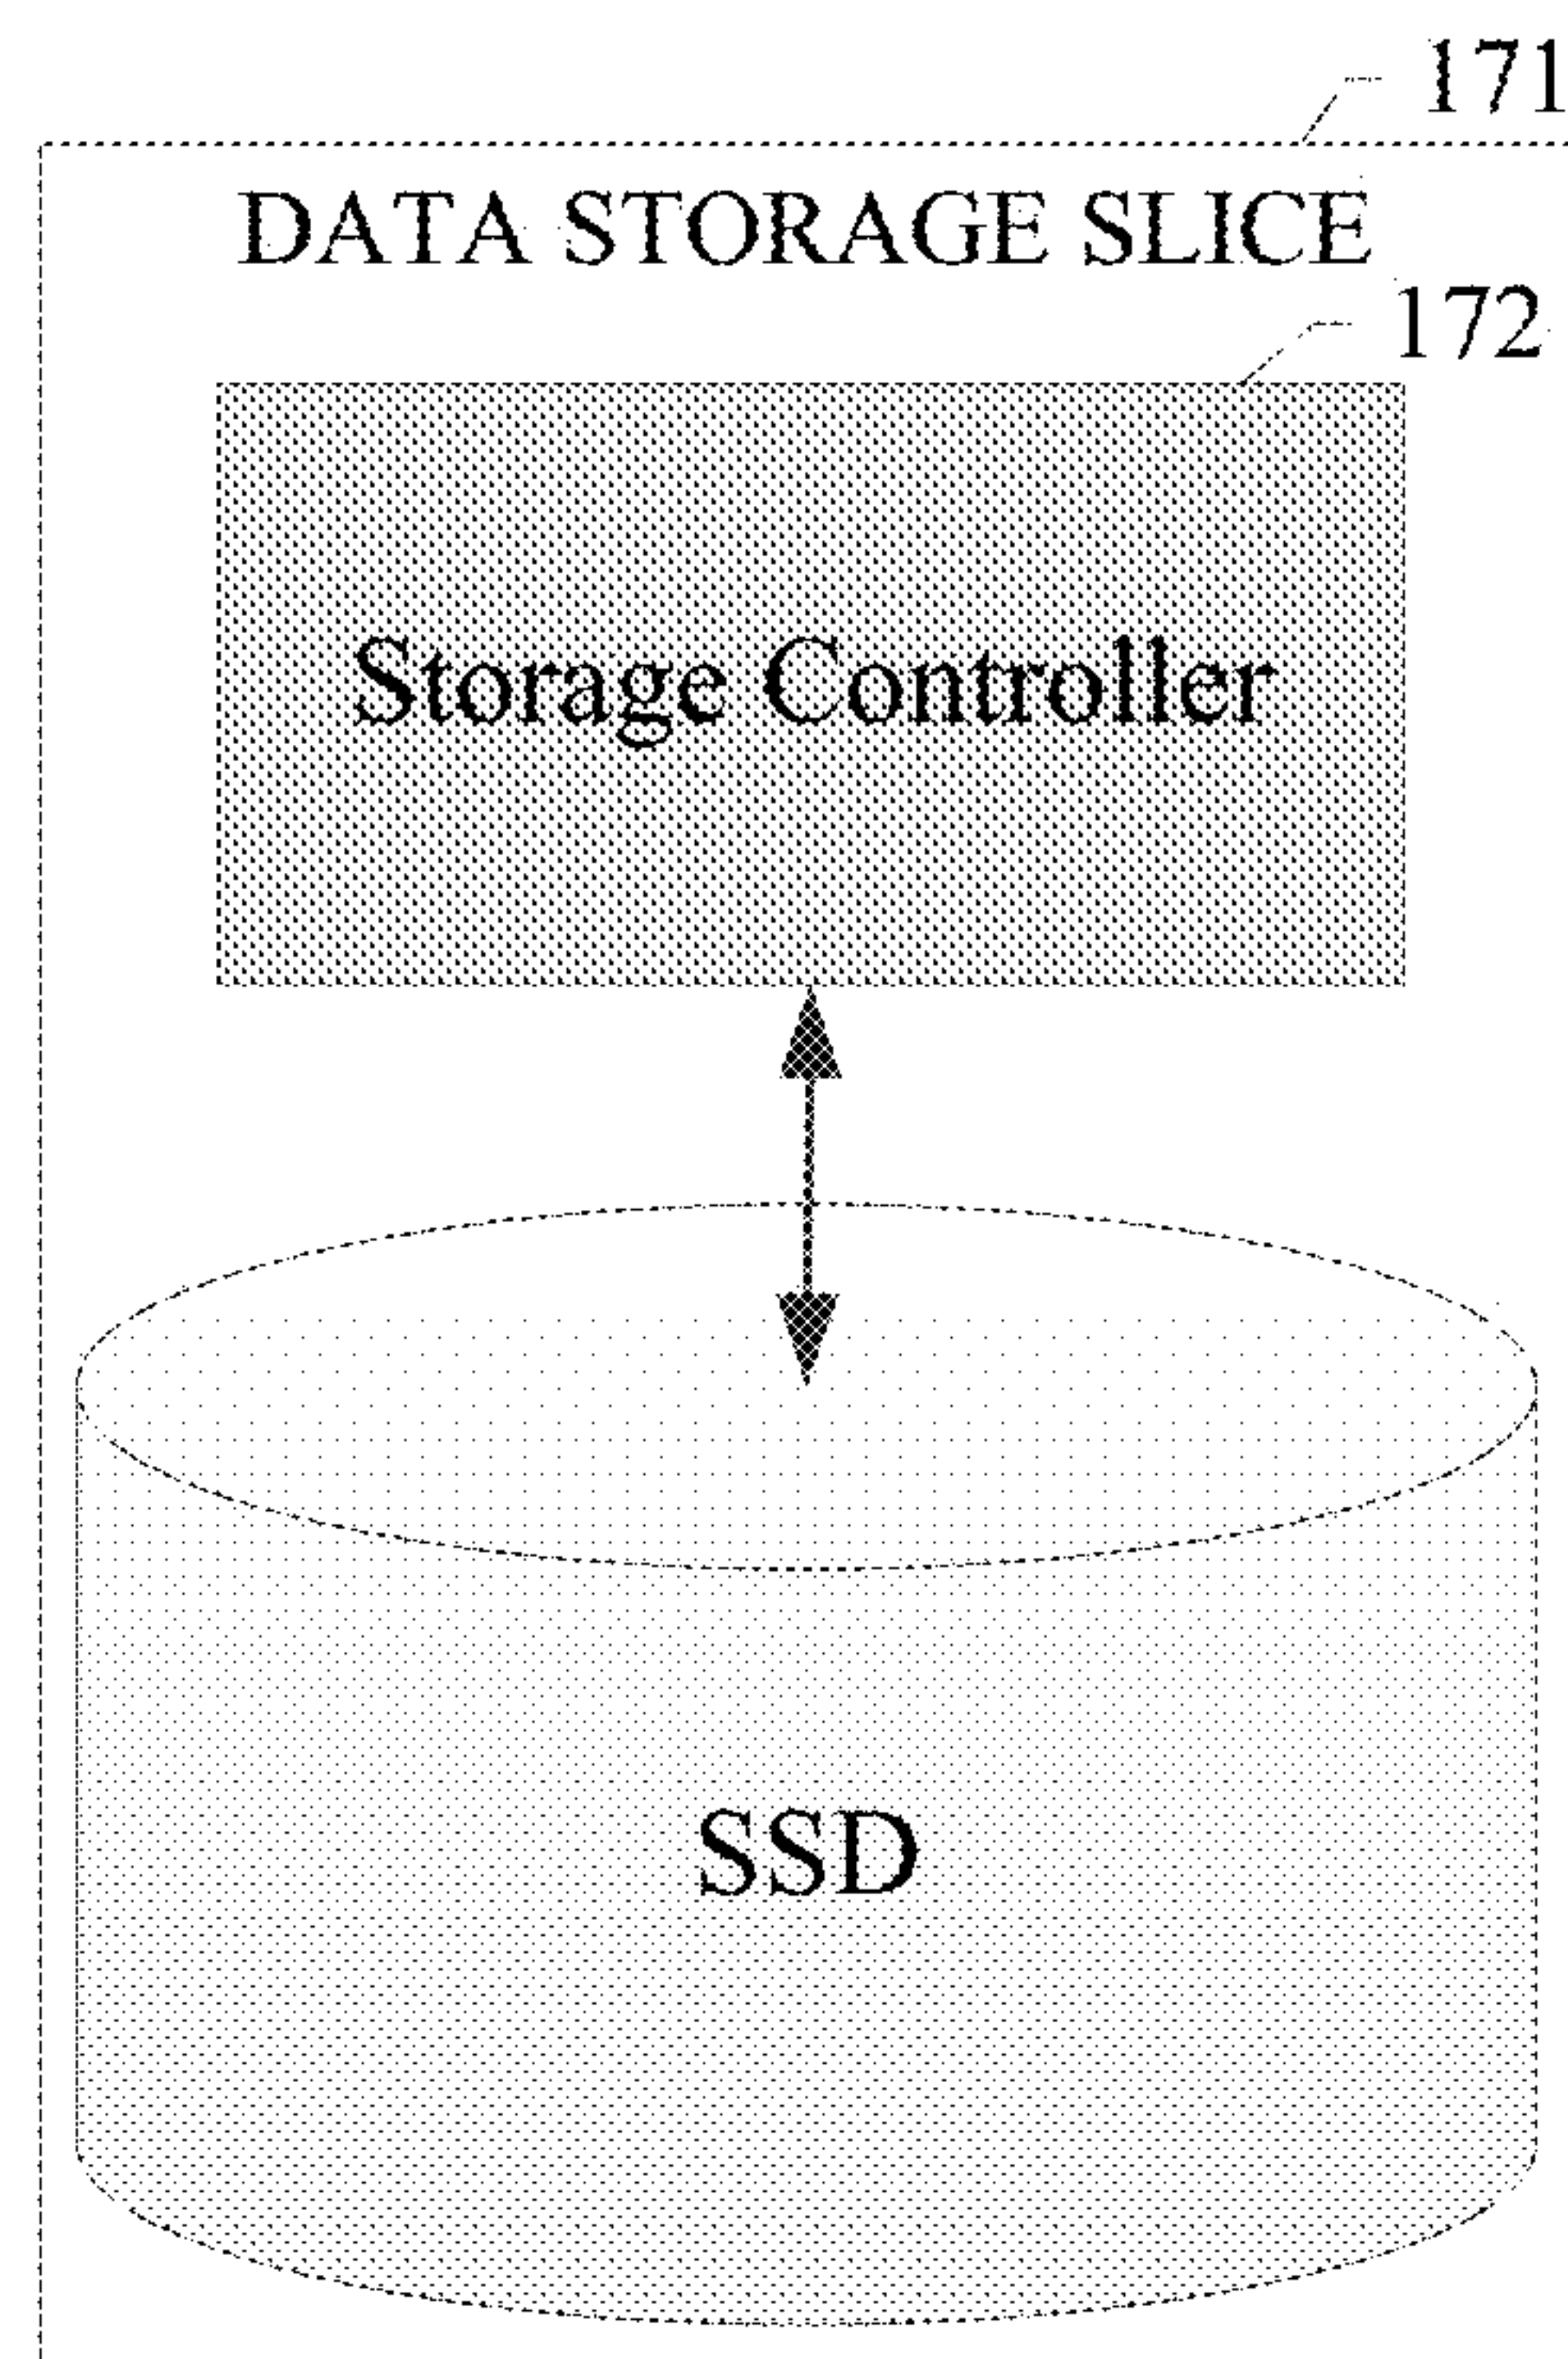 171
DATA STORAGE SLICE
172
Storage Controller
SSD